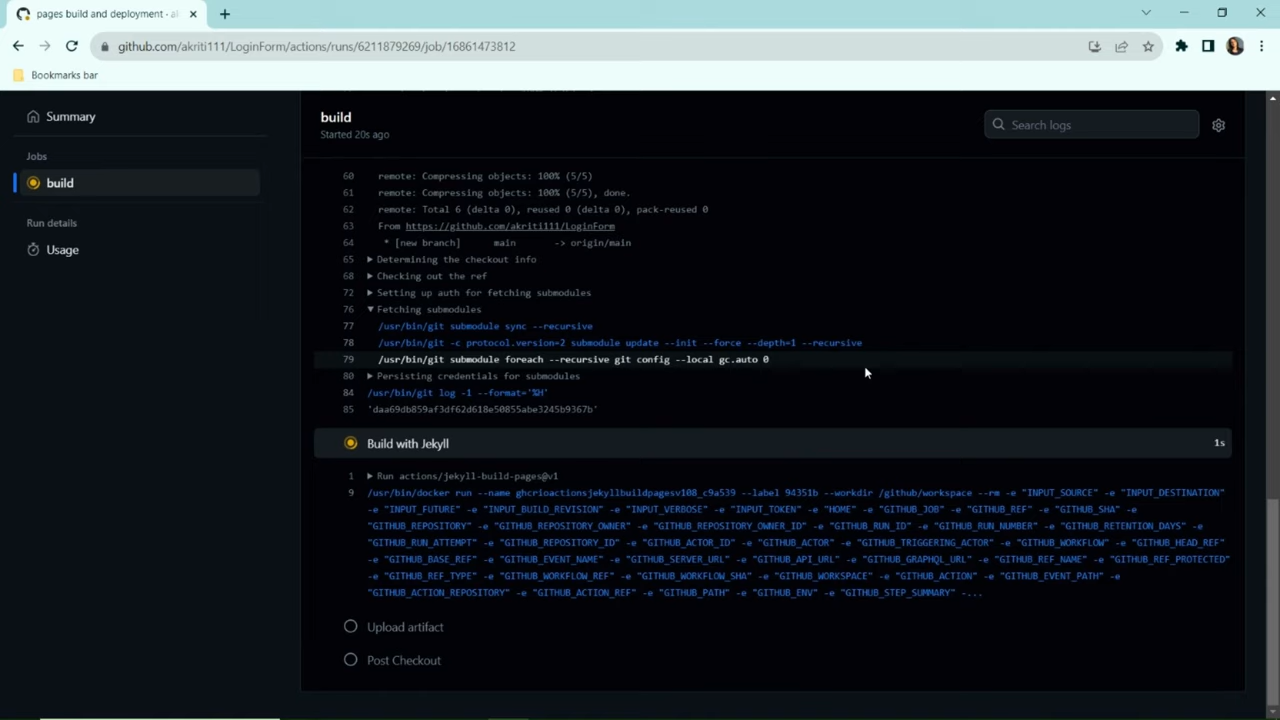 pages build and deployment · a
github.com/akriti111/LoginForm/actions/runs/6211879269/job/16861473812
Bookmarks bar
Summary
Jobs
build
Run details
Usage
build
Started 20s ago
Search logs
60 remote: Compressing objects: 100% (5/5)
61 remote: Compressing objects: 100% (5/5), done.
62 remote: Total 6 (delta 0), reused 0 (delta 0), pack-reused 0
63 From https://github.com/akriti111/LoginForm
64 * [new branch] main -> origin/main
65 ▶ Determining the checkout info
68 ▶ Checking out the ref
72 ▶ Setting up auth for fetching submodules
76 ▼ Fetching submodules
77 /usr/bin/git submodule sync --recursive
78 /usr/bin/git -c protocol.version=2 submodule update --init --force --depth=1 --recursive
79 /usr/bin/git submodule foreach --recursive git config --local gc.auto 0
80 ▶ Persisting credentials for submodules
84 /usr/bin/git log -1 --format='%H'
85 'daa69db859af3df62d618e50855abe3245b9367b'
Build with Jekyll 1s
1 ▶ Run actions/jekyll-build-pages@v1
9 /usr/bin/docker run --name ghcrioactionsjekyllbuildpagesv108_c9a539 --label 94351b --workdir /github/workspace --rm -e "INPUT_SOURCE" -e "INPUT_DESTINATION"
-e "INPUT_FUTURE" -e "INPUT_BUILD_REVISION" -e "INPUT_VERBOSE" -e "INPUT_TOKEN" -e "HOME" -e "GITHUB_JOB" -e "GITHUB_REF" -e "GITHUB_SHA" -e
"GITHUB_REPOSITORY" -e "GITHUB_REPOSITORY_OWNER" -e "GITHUB_REPOSITORY_OWNER_ID" -e "GITHUB_RUN_ID" -e "GITHUB_RUN_NUMBER" -e "GITHUB_RETENTION_DAYS" -e
"GITHUB_RUN_ATTEMPT" -e "GITHUB_REPOSITORY_ID" -e "GITHUB_ACTOR_ID" -e "GITHUB_ACTOR" -e "GITHUB_TRIGGERING_ACTOR" -e "GITHUB_WORKFLOW" -e "GITHUB_HEAD_REF"
-e "GITHUB_BASE_REF" -e "GITHUB_EVENT_NAME" -e "GITHUB_SERVER_URL" -e "GITHUB_API_URL" -e "GITHUB_GRAPHQL_URL" -e "GITHUB_REF_NAME" -e "GITHUB_REF_PROTECTED"
-e "GITHUB_REF_TYPE" -e "GITHUB_WORKFLOW_REF" -e "GITHUB_WORKFLOW_SHA" -e "GITHUB_WORKSPACE" -e "GITHUB_ACTION" -e "GITHUB_EVENT_PATH" -e
"GITHUB_ACTION_REPOSITORY" -e "GITHUB_ACTION_REF" -e "GITHUB_PATH" -e "GITHUB_ENV" -e "GITHUB_STEP_SUMMARY" -...
Upload artifact
Post Checkout